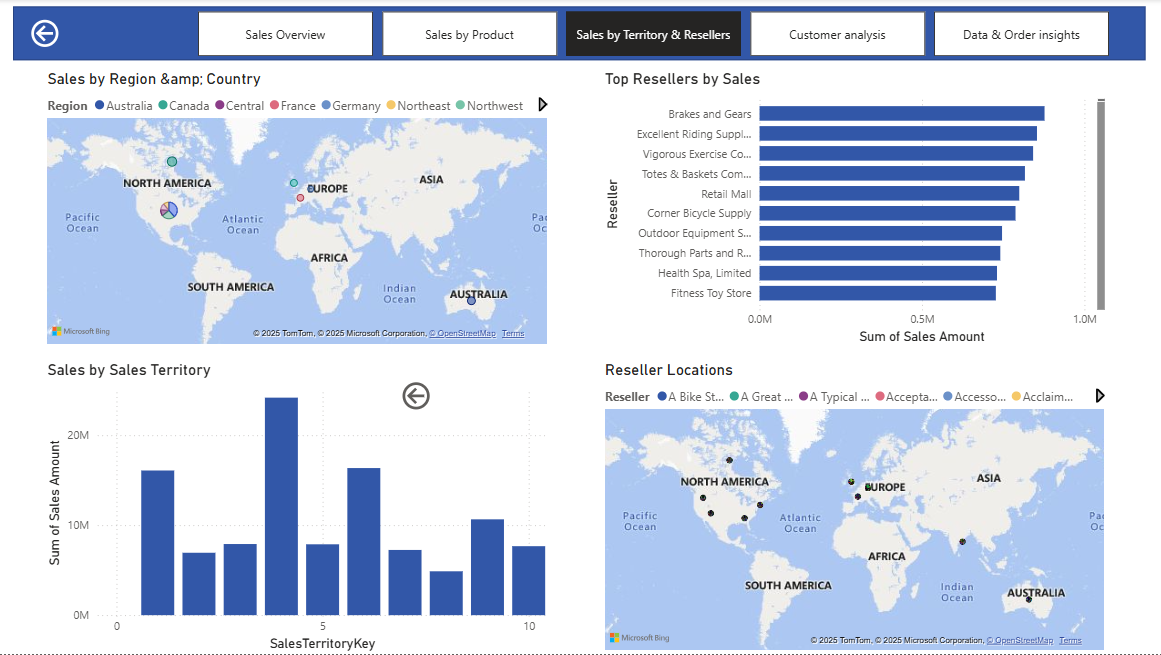 Sales Overview
Sales by Product
Sales by Territory & Resellers
Customer analysis
Data & Order insights
Sales by Region &amp; Country
Region Australia Canada Central France Germany Northeast Northwest
NORTH AMERICA
EUROPE
ASIA
Pacific
Ocean
Atlantic
Ocean
Pac
Oc
AFRICA
SOUTH AMERICA
Indian
Ocean
AUSTRALIA
Microsoft Bing
© 2025 TomTom, © 2025 Microsoft Corporation, © OpenStreetMap Terms
Top Resellers by Sales
Reseller
Brakes and Gears
Excellent Riding Suppl...
Vigorous Exercise Co...
Totes & Baskets Com...
Retail Mall
Corner Bicycle Supply
Outdoor Equipment S...
Thorough Parts and R...
Health Spa, Limited
Fitness Toy Store
0.0M 0.5M 1.0M
Sum of Sales Amount
Sales by Sales Territory
Sum of Sales Amount
20M
10M
0M
0 5 10
SalesTerritoryKey
Reseller Locations
Reseller A Bike St... A Great ... A Typical ... Accepta... Accesso... Acclaim...
NORTH AMERICA
EUROPE
ASIA
Pacific
Ocean
Atlantic
Ocean
Pac
Oc
AFRICA
SOUTH AMERICA
Indian
Ocean
AUSTRALIA
Microsoft Bing
© 2025 TomTom, © 2025 Microsoft Corporation, © OpenStreetMap Terms